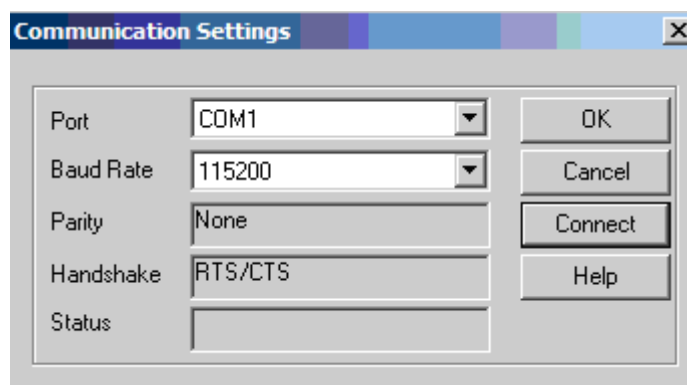 Communication Settings
Port COM1 OK
Baud Rate 115200 Cancel
Parity None Connect
Handshake RTS/CTS Help
Status